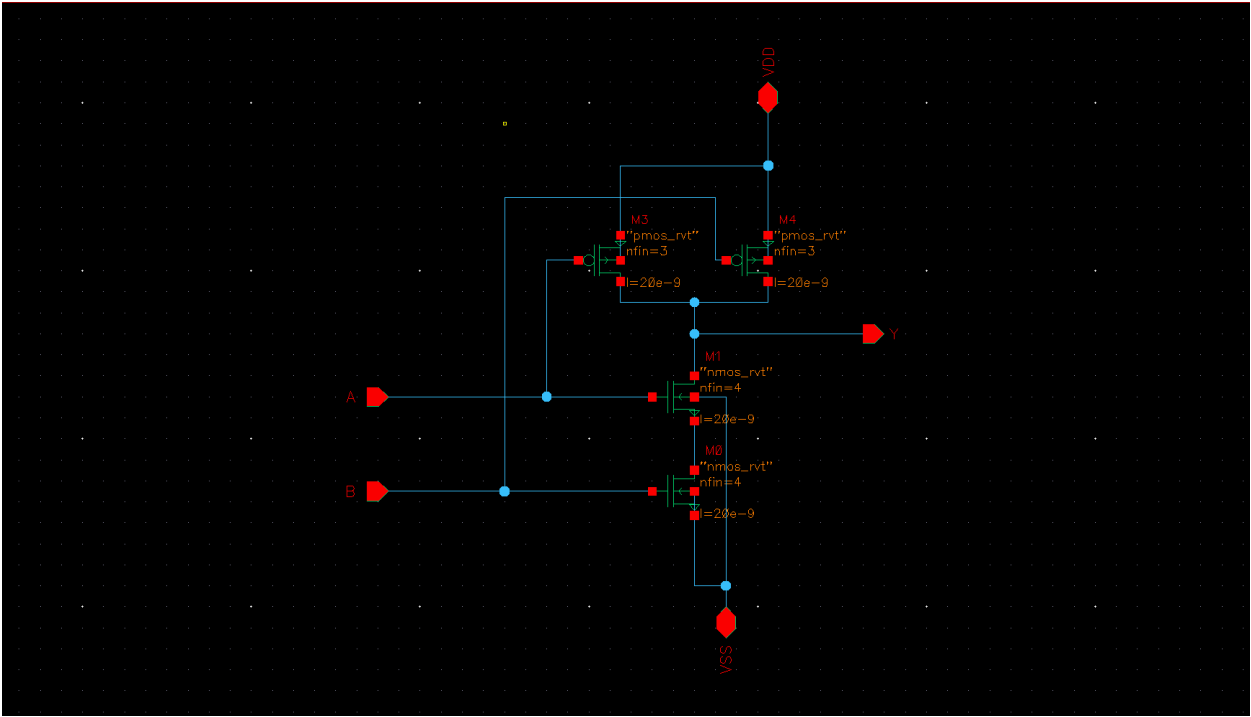 VDD
M3
"pmos_rvt"
nfin=3
l=20e-9
M4
"pmos_rvt"
nfin=3
l=20e-9
Y
M1
"nmos_rvt"
nfin=4
l=20e-9
A
M0
"nmos_rvt"
nfin=4
l=20e-9
B
VSS